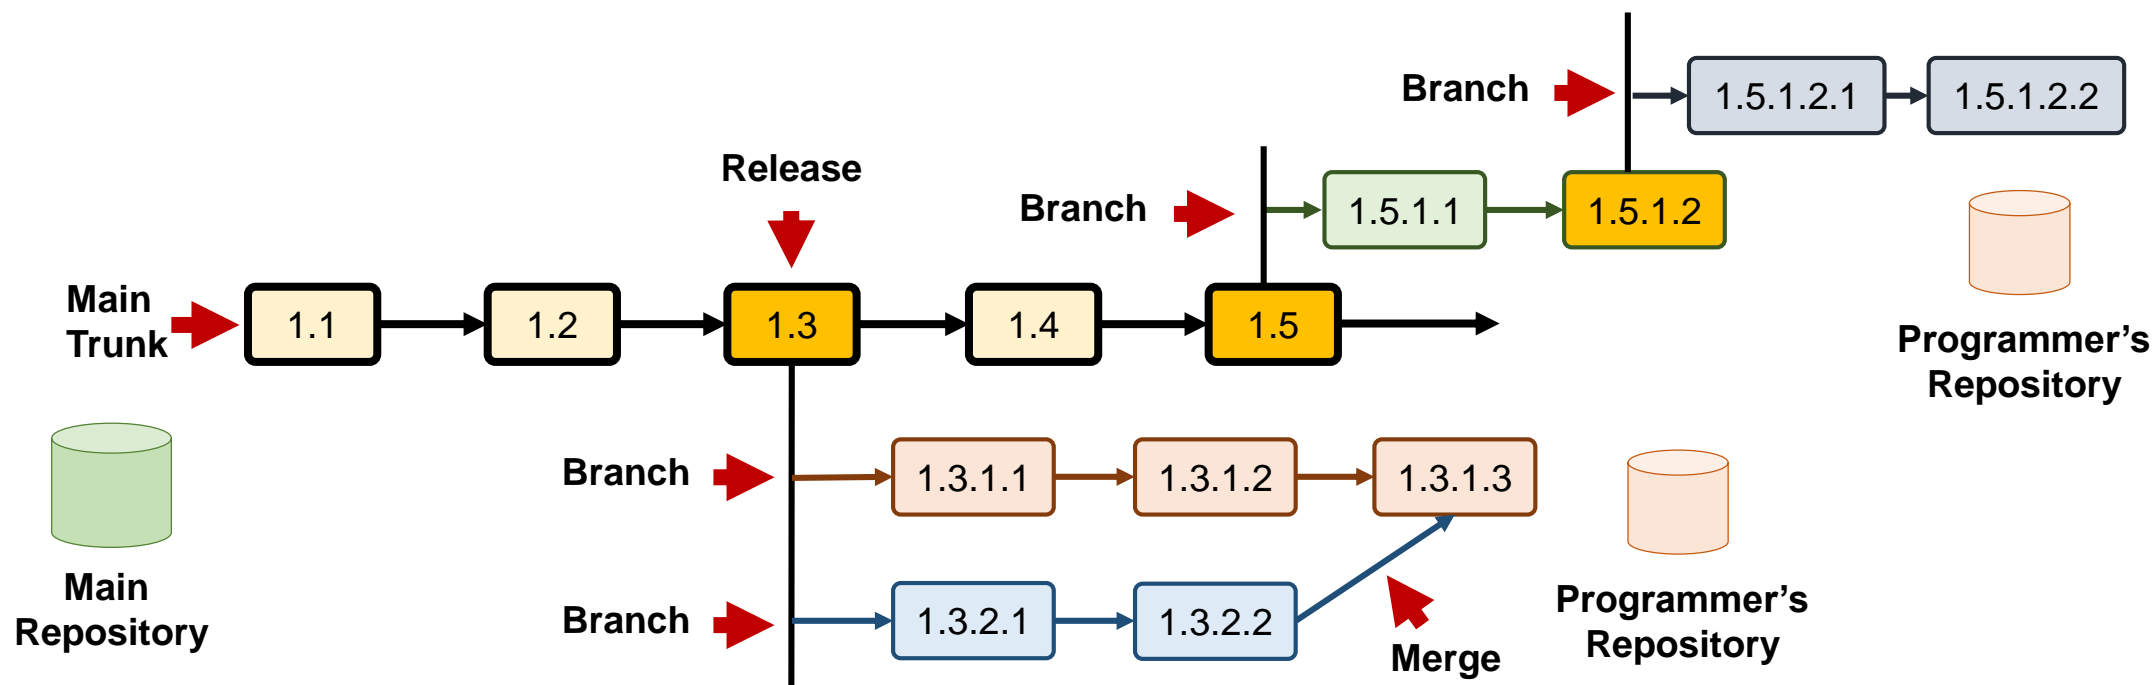 Branch
1.5.1.2.1
1.5.1.2.2
Release
Branch
1.5.1.1
1.5.1.2
Main
Trunk
1.1
1.2
1.3
1.4
1.5
Programmer’s
Repository
Branch
1.3.1.1
1.3.1.2
1.3.1.3
Main
Repository
Branch
1.3.2.1
1.3.2.2
Merge
Programmer’s
Repository